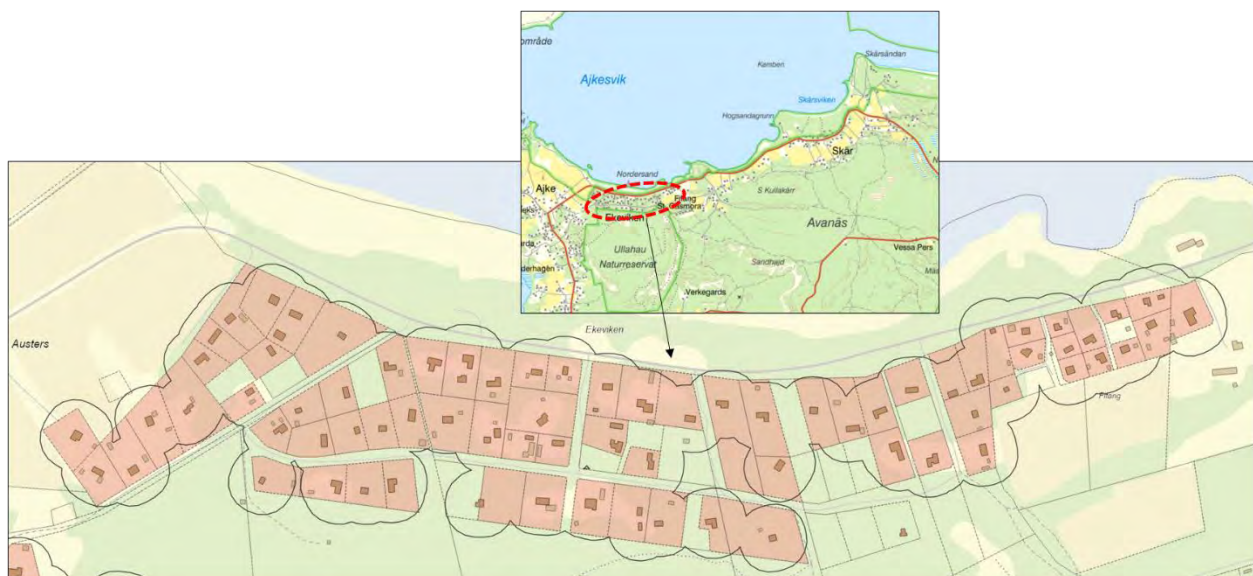 område
Ajkesvik
Kamben
Skärsändan
Skärsviken
Hogsandagrunn
Skär
Nordersand
Ajke
S Kullakärr
Ekeviken
Avanäs
Ullahau
Naturreservat
Sandhajd
Vessa Pers
Verkegards
Ekeviken
Austers